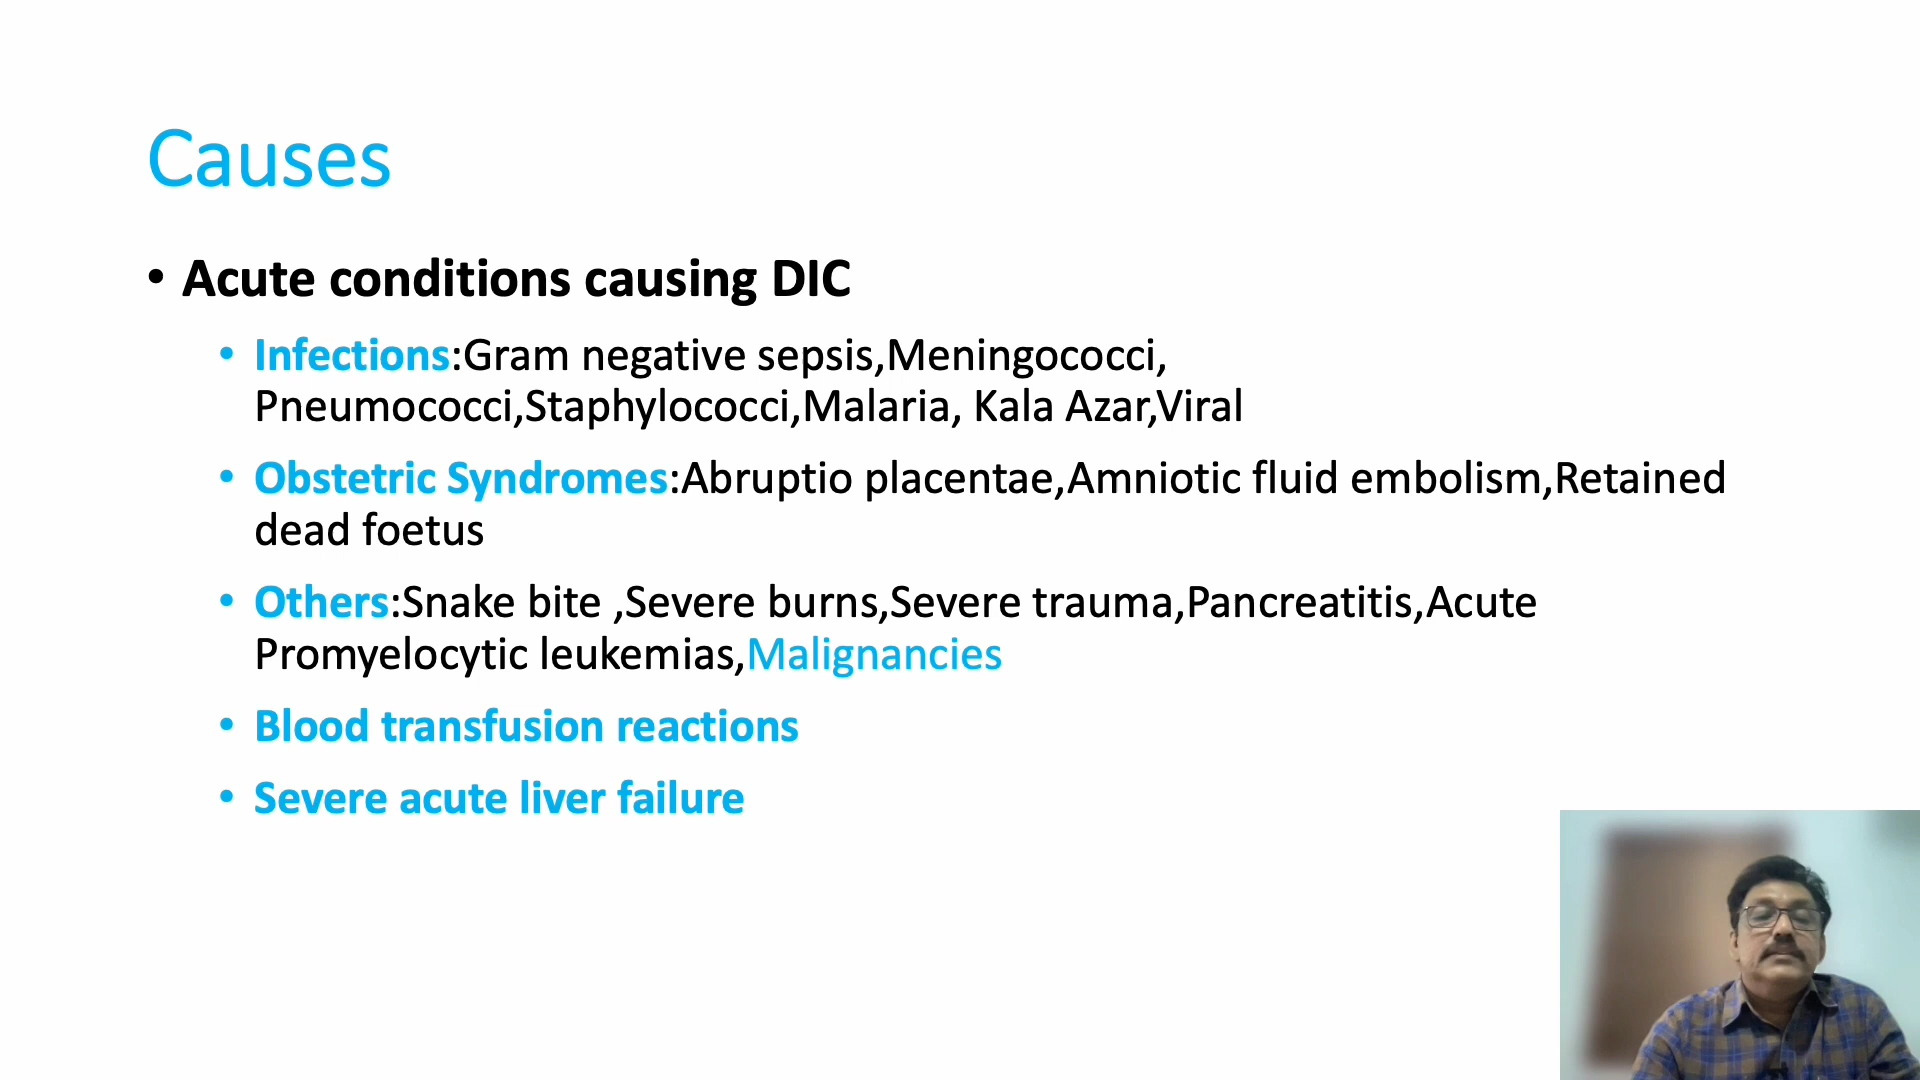 Causes
• Acute conditions causing DIC
• Infections:Gram negative sepsis,Meningococci,
Pneumococci,Staphylococci,Malaria, Kala Azar,Viral
• Obstetric Syndromes:Abruptio placentae,Amniotic fluid embolism,Retained
dead foetus
• Others:Snake bite ,Severe burns,Severe trauma,Pancreatitis,Acute
Promyelocytic leukemias,Malignancies
• Blood transfusion reactions
• Severe acute liver failure